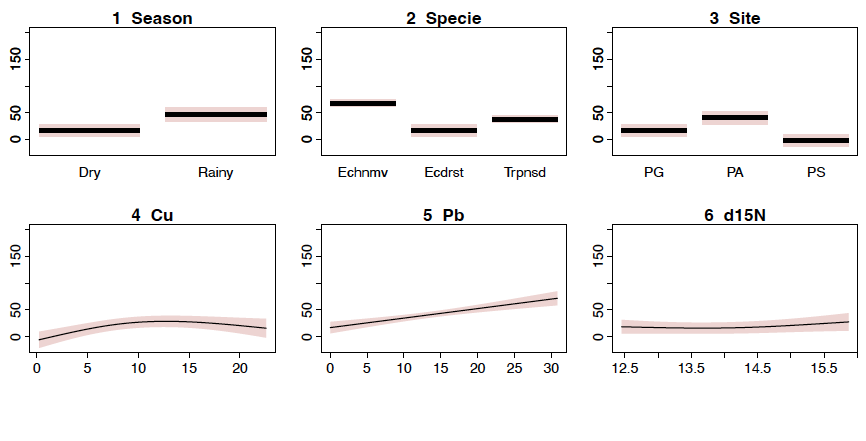 1 Season
150
50
0
Dry Rainy
2 Specie
150
50
0
Echnmv Ecdrst Trpnsd
3 Site
150
50
0
PG PA PS
4 Cu
150
50
0
0 5 10 15 20
5 Pb
150
50
0
0 5 10 15 20 25 30
6 d15N
150
50
0
12.5 13.5 14.5 15.5